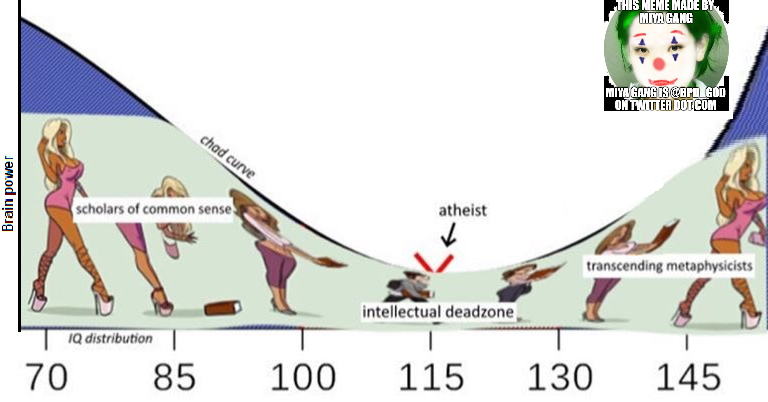 THIS MEME MADE BY
MIYA GANG
MIYA GANG IS @BPD_GOD
ON TWITTER DOT COM
Brain power
chad curve
scholars of common sense
atheist
transcending metaphysicists
intellectual deadzone
IQ distribution
70 85 100 115 130 145